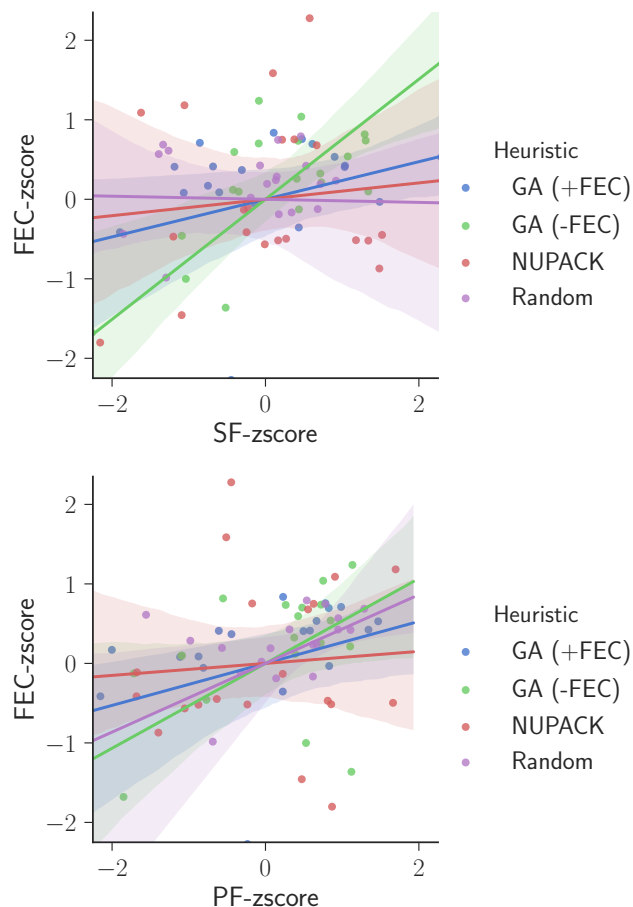 2
1
0
−1
−2
FEC-zscore
−2
0
2
SF-zscore
Heuristic
GA (+FEC)
GA (-FEC)
NUPACK
Random
2
1
0
−1
−2
FEC-zscore
−2
0
2
PF-zscore
Heuristic
GA (+FEC)
GA (-FEC)
NUPACK
Random